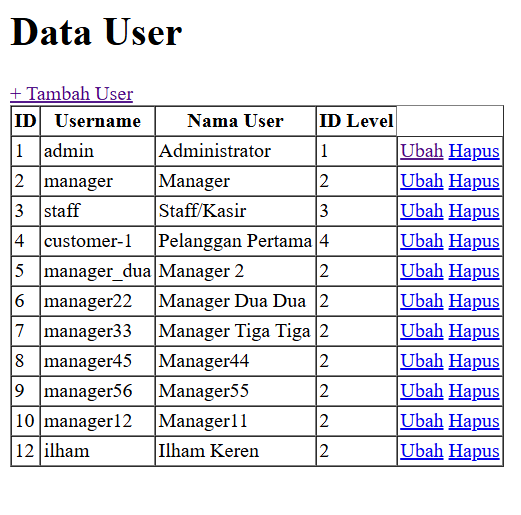 Data User
+ Tambah User
ID Username Nama User ID Level
1 admin Administrator 1 Ubah Hapus
2 manager Manager 2 Ubah Hapus
3 staff Staff/Kasir 3 Ubah Hapus
4 customer-1 Pelanggan Pertama 4 Ubah Hapus
5 manager_dua Manager 2 2 Ubah Hapus
6 manager22 Manager Dua Dua 2 Ubah Hapus
7 manager33 Manager Tiga Tiga 2 Ubah Hapus
8 manager45 Manager44 2 Ubah Hapus
9 manager56 Manager55 2 Ubah Hapus
10 manager12 Manager11 2 Ubah Hapus
12 ilham Ilham Keren 2 Ubah Hapus